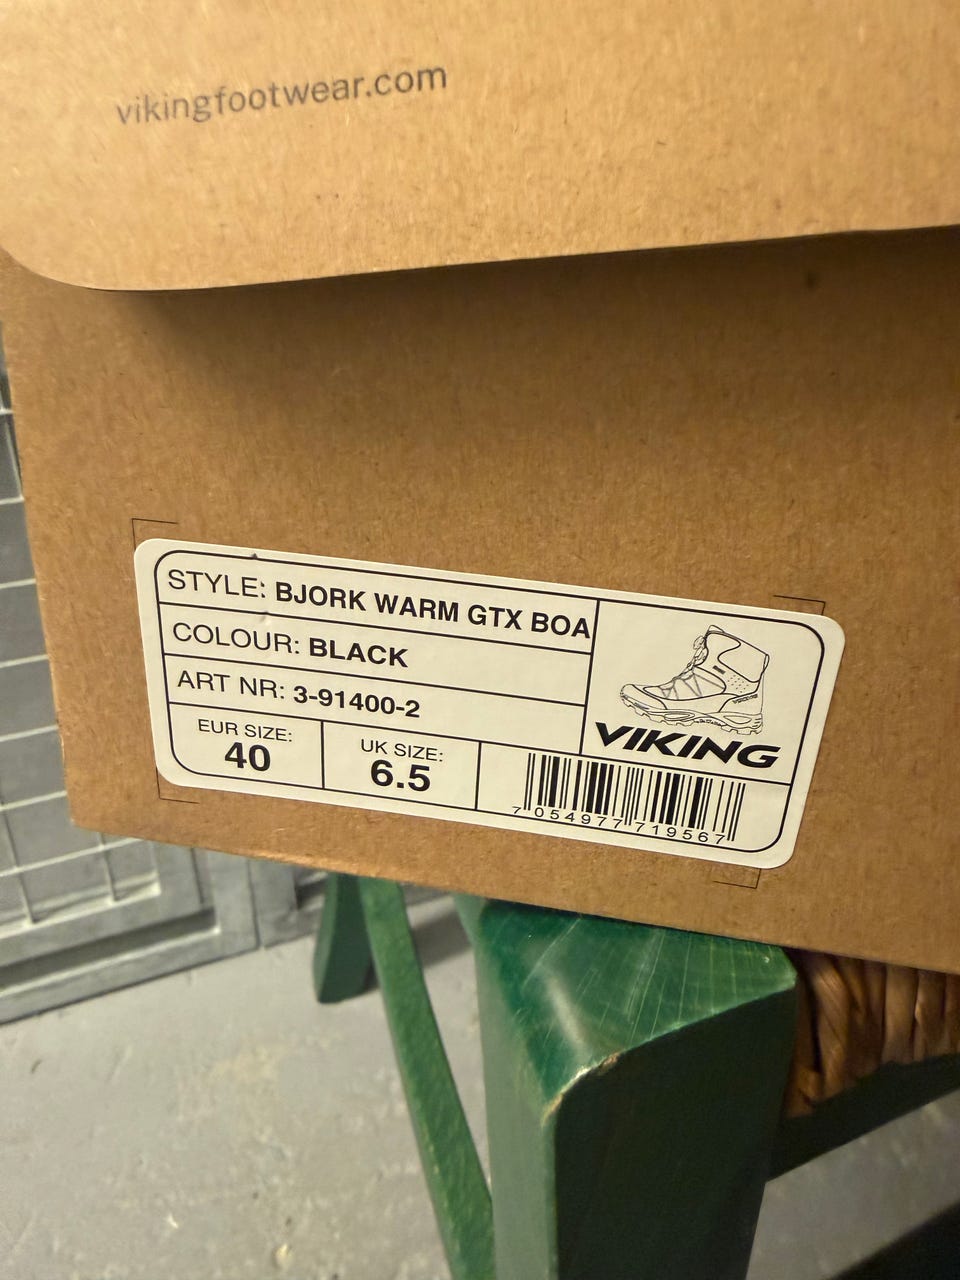 vikingfootwear.com
STYLE: BJORK WARM GTX BOA
COLOUR: BLACK
ART NR: 3-91400-2
EUR SIZE:
40
UK SIZE:
6.5
VIKING
7 054977 719567